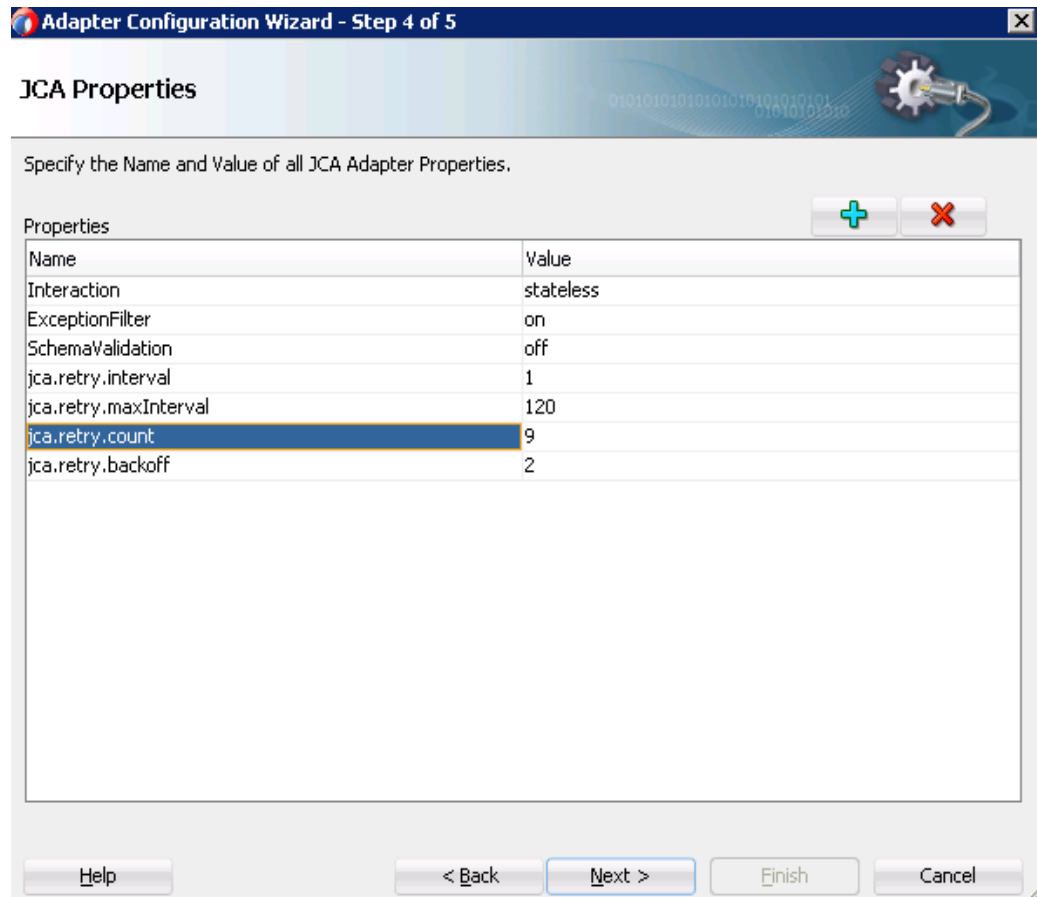 Adapter Configuration Wizard - Step 4 of 5
JCA Properties
Specify the Name and Value of all JCA Adapter Properties.
Properties
Name Value
Interaction stateless
ExceptionFilter on
SchemaValidation off
jca.retry.interval 1
jca.retry.maxInterval 120
jca.retry.count 9
jca.retry.backoff 2
Help < Back Next > Finish Cancel